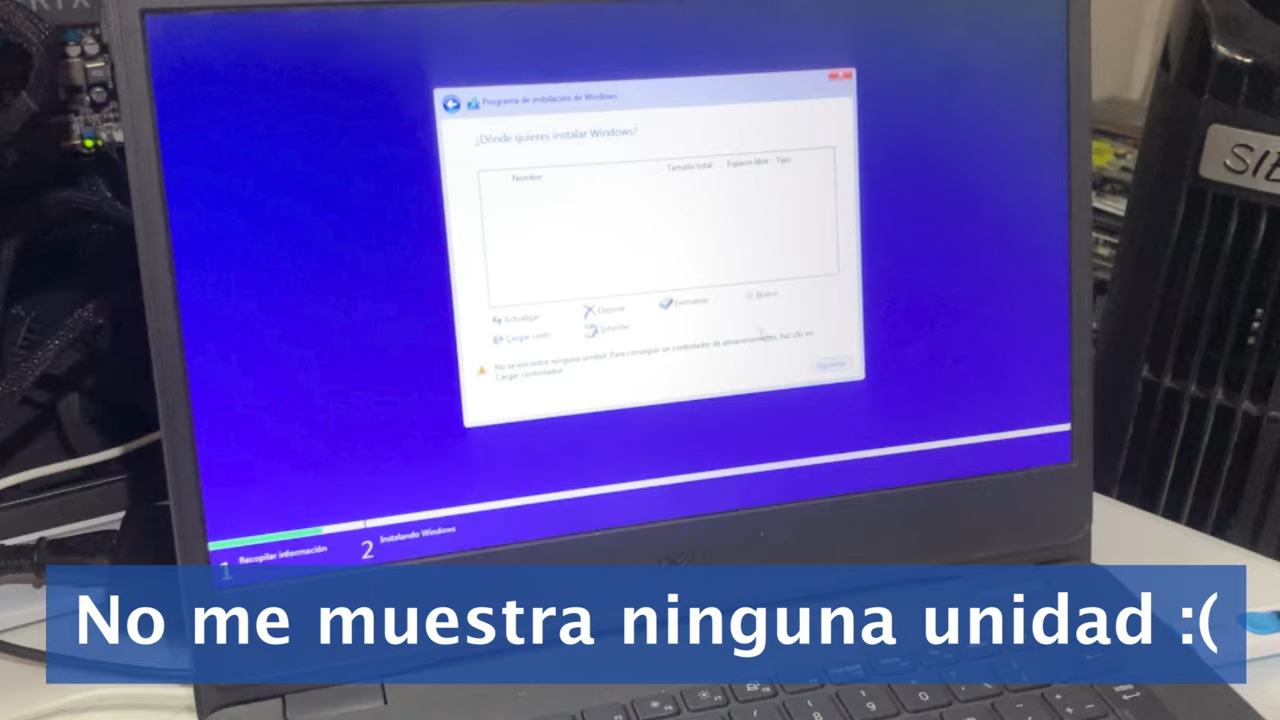 Programa de instalación de Windows
¿Dónde quieres instalar Windows?
Nombre
Tamaño total
Espacio libre
Tipo
Actualizar
Eliminar
Formatear
Nuevo
Cargar contr.
Extender
No se encontró ninguna unidad. Para conseguir un controlador de almacenamiento, haz clic en
Cargar controlador.
Siguiente
1 Recopilar información
2 Instalando Windows
No me muestra ninguna unidad :(